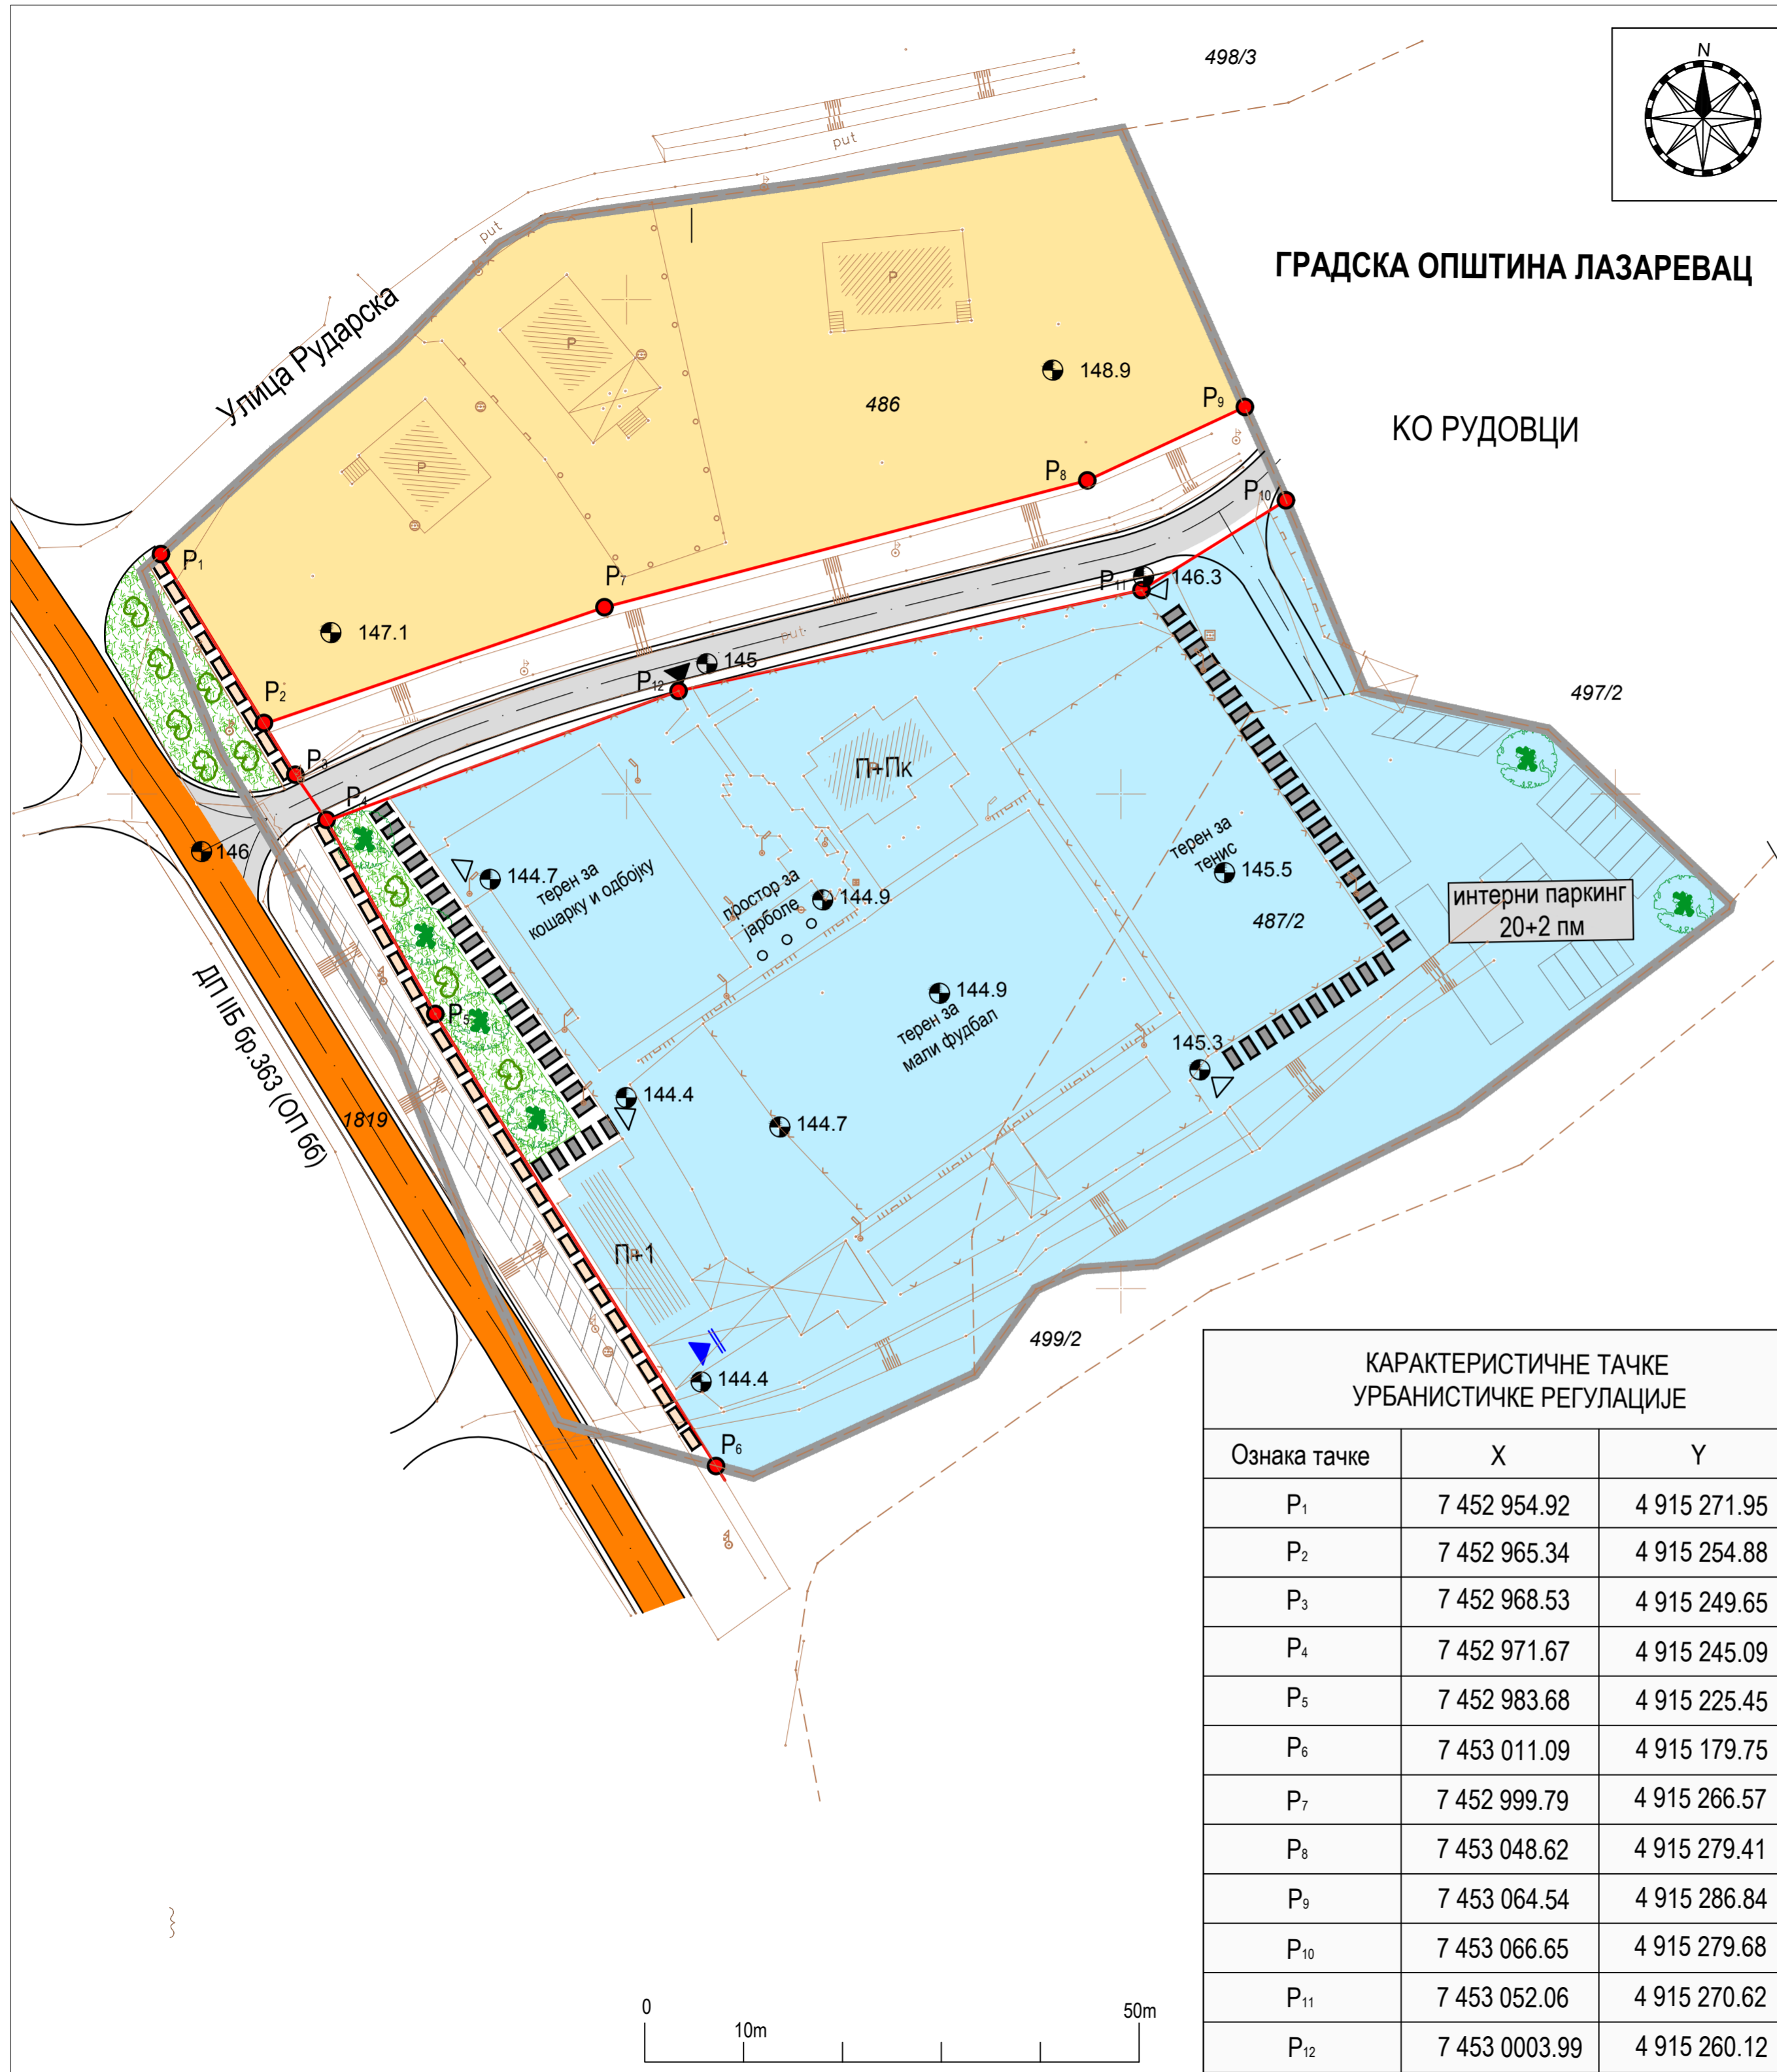 498/3
N
put
put
ГРАДСКА ОПШТИНА ЛАЗАРЕВАЦ
Улица Рударска
P
P
P
486
148.9
КО РУДОВЦИ
P9
P8
P10
P1
P7
P11
146.3
147.1
put
145
P12
P2
497/2
P3
П+Пк
P4
146
144.7
терен за
кошарку и одбојку
простор за
јарболе
144.9
терен за
тенис
145.5
487/2
интерни паркинг
20+2 пм
ДП IIБ бр.363 (ОП бб)
1819
P5
144.9
терен за
мали фудбал
145.3
144.4
144.7
П+1
499/2
144.4
P6
КАРАКТЕРИСТИЧНЕ ТАЧКЕ
УРБАНИСТИЧКЕ РЕГУЛАЦИЈЕ
Ознака тачке X Y
P1 7 452 954.92 4 915 271.95
P2 7 452 965.34 4 915 254.88
P3 7 452 968.53 4 915 249.65
P4 7 452 971.67 4 915 245.09
P5 7 452 983.68 4 915 225.45
P6 7 453 011.09 4 915 179.75
P7 7 452 999.79 4 915 266.57
P8 7 453 048.62 4 915 279.41
P9 7 453 064.54 4 915 286.84
P10 7 453 066.65 4 915 279.68
P11 7 453 052.06 4 915 270.62
P12 7 453 0003.99 4 915 260.12
0 10m 50m